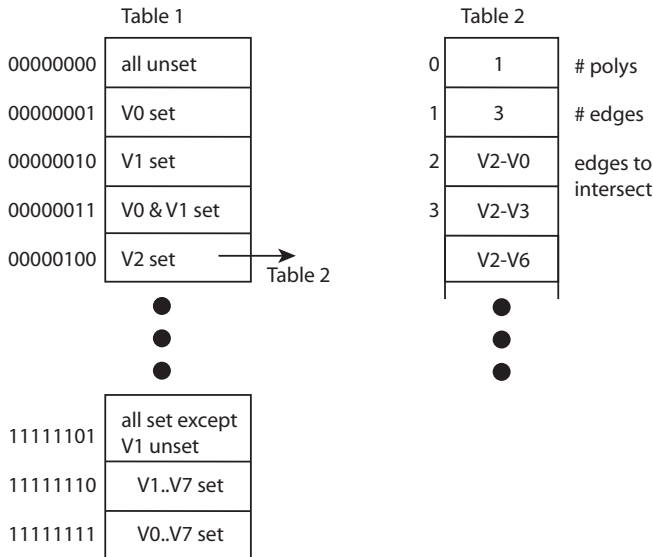 Table 1
00000000 all unset
00000001 V0 set
00000010 V1 set
00000011 V0 & V1 set
00000100 V2 set
Table 2
11111101 all set except
V1 unset
11111110 V1..V7 set
11111111 V0..V7 set
Table 2
0 1 # polys
1 3 # edges
2 V2-V0 edges to
intersect
3 V2-V3
V2-V6